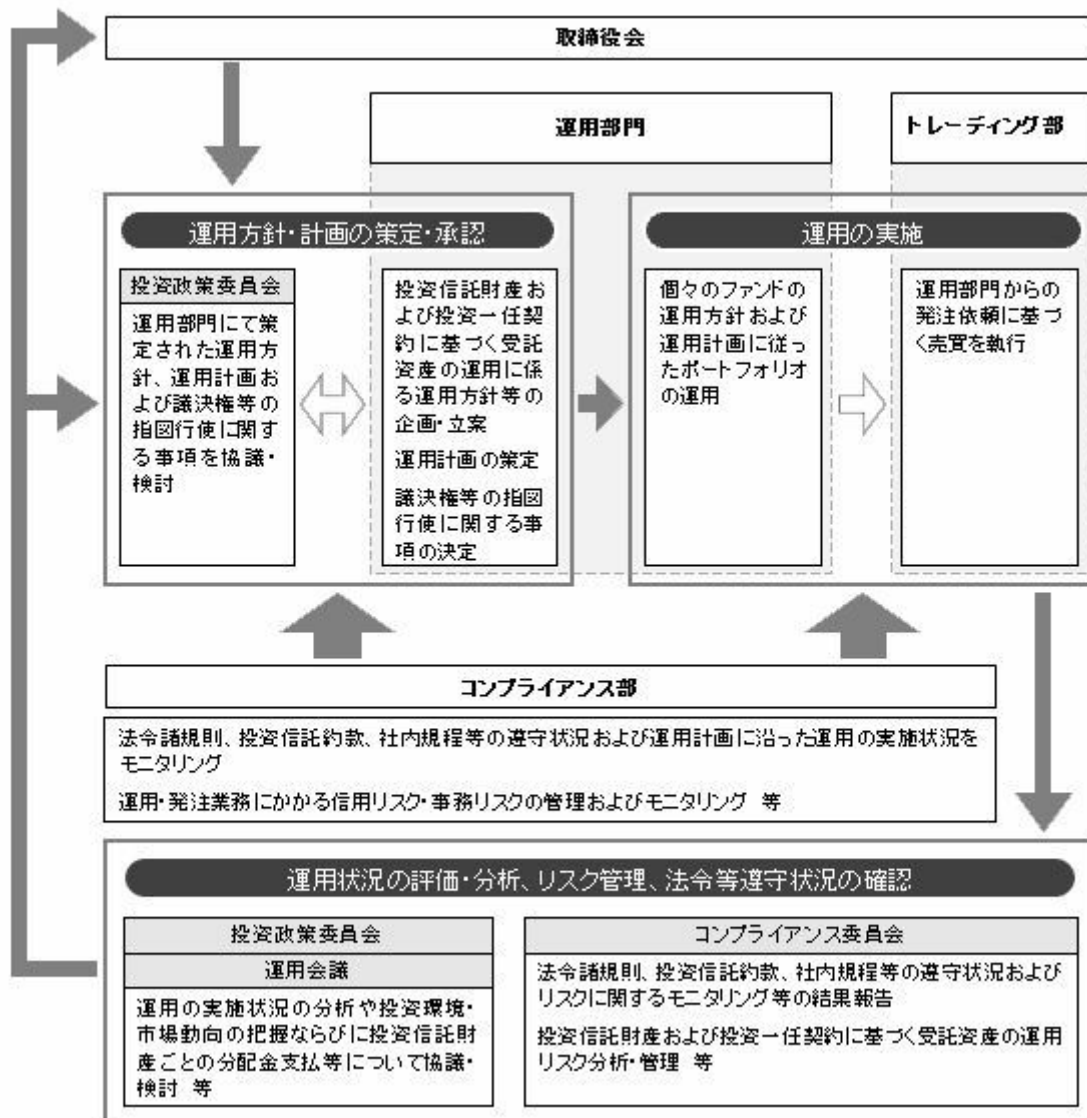 取締役会
運用部門
トレーディング部
運用方針・計画の策定・承認
投資政策委員会
運用部門にて策
定された運用方
針、運用計画お
よび議決権等の
指図行使に関す
る事項を協議・
検討
投資信託財産お
よび投資一任契
約に基づく受託
資産の運用に係
る運用方針等の
企画・立案
運用計画の策定
議決権等の指図
行使に関する事
項の決定
運用の実施
個々のファンドの
運用方針および
運用計画に従っ
たポートフォリオ
の運用
運用部門からの
発注依頼に基づ
く売買を執行
コンプライアンス部
法令諸規則、投資信託約款、社内規程等の遵守状況および運用計画に沿った運用の実施状況を
モニタリング
運用・発注業務にかかる信用リスク・事務リスクの管理およびモニタリング 等
運用状況の評価・分析、リスク管理、法令等遵守状況の確認
投資政策委員会
運用会議
運用の実施状況の分析や投資環境・
市場動向の把握ならびに投資信託財
産ごとの分配金支払等について協議・
検討 等
コンプライアンス委員会
法令諸規則、投資信託約款、社内規程等の遵守状況および
リスクに関するモニタリング等の結果報告
投資信託財産および投資一任契約に基づく受託資産の運用
リスク分析・管理 等